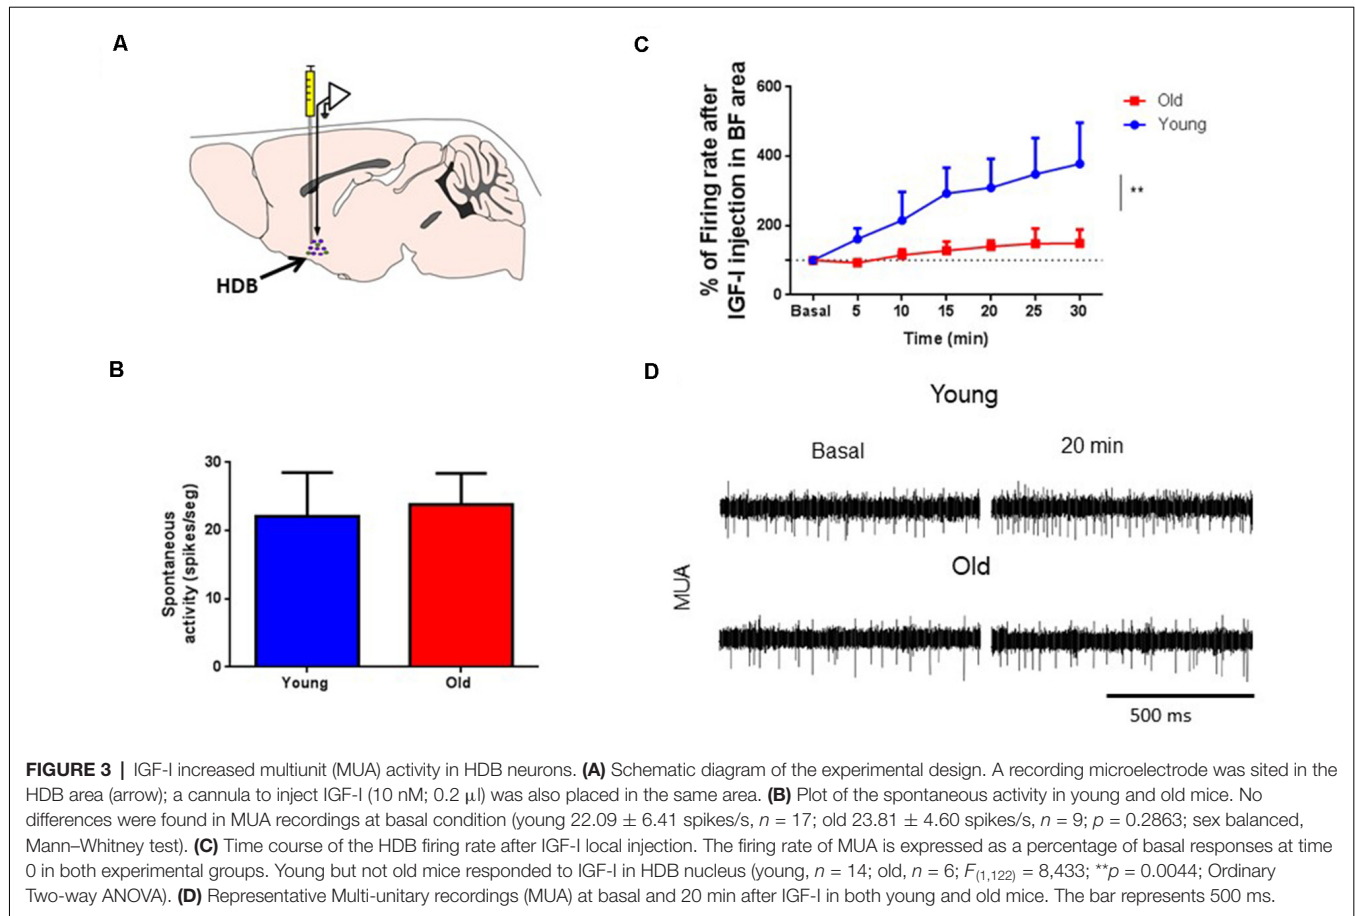 A
HDB
B
30
20
10
0
Spontaneous
activity (spikes/seg)
Young
Old
C
600
400
200
0
% of Firing rate after
IGF-I injection in BF area
Basal
5
10
15
20
25
30
Time (min)
Old
Young
**
D
Young
Basal
20 min
Old
MUA
500 ms
FIGURE 3 | IGF-I increased multiunit (MUA) activity in HDB neurons. (A) Schematic diagram of the experimental design. A recording microelectrode was sited in the
HDB area (arrow); a cannula to inject IGF-I (10 nM; 0.2 μl) was also placed in the same area. (B) Plot of the spontaneous activity in young and old mice. No
differences were found in MUA recordings at basal condition (young 22.09 ± 6.41 spikes/s, n = 17; old 23.81 ± 4.60 spikes/s, n = 9; p = 0.2863; sex balanced,
Mann–Whitney test). (C) Time course of the HDB firing rate after IGF-I local injection. The firing rate of MUA is expressed as a percentage of basal responses at time
0 in both experimental groups. Young but not old mice responded to IGF-I in HDB nucleus (young, n = 14; old, n = 6; F(1,122) = 8,433; **p = 0.0044; Ordinary
Two-way ANOVA). (D) Representative Multi-unitary recordings (MUA) at basal and 20 min after IGF-I in both young and old mice. The bar represents 500 ms.